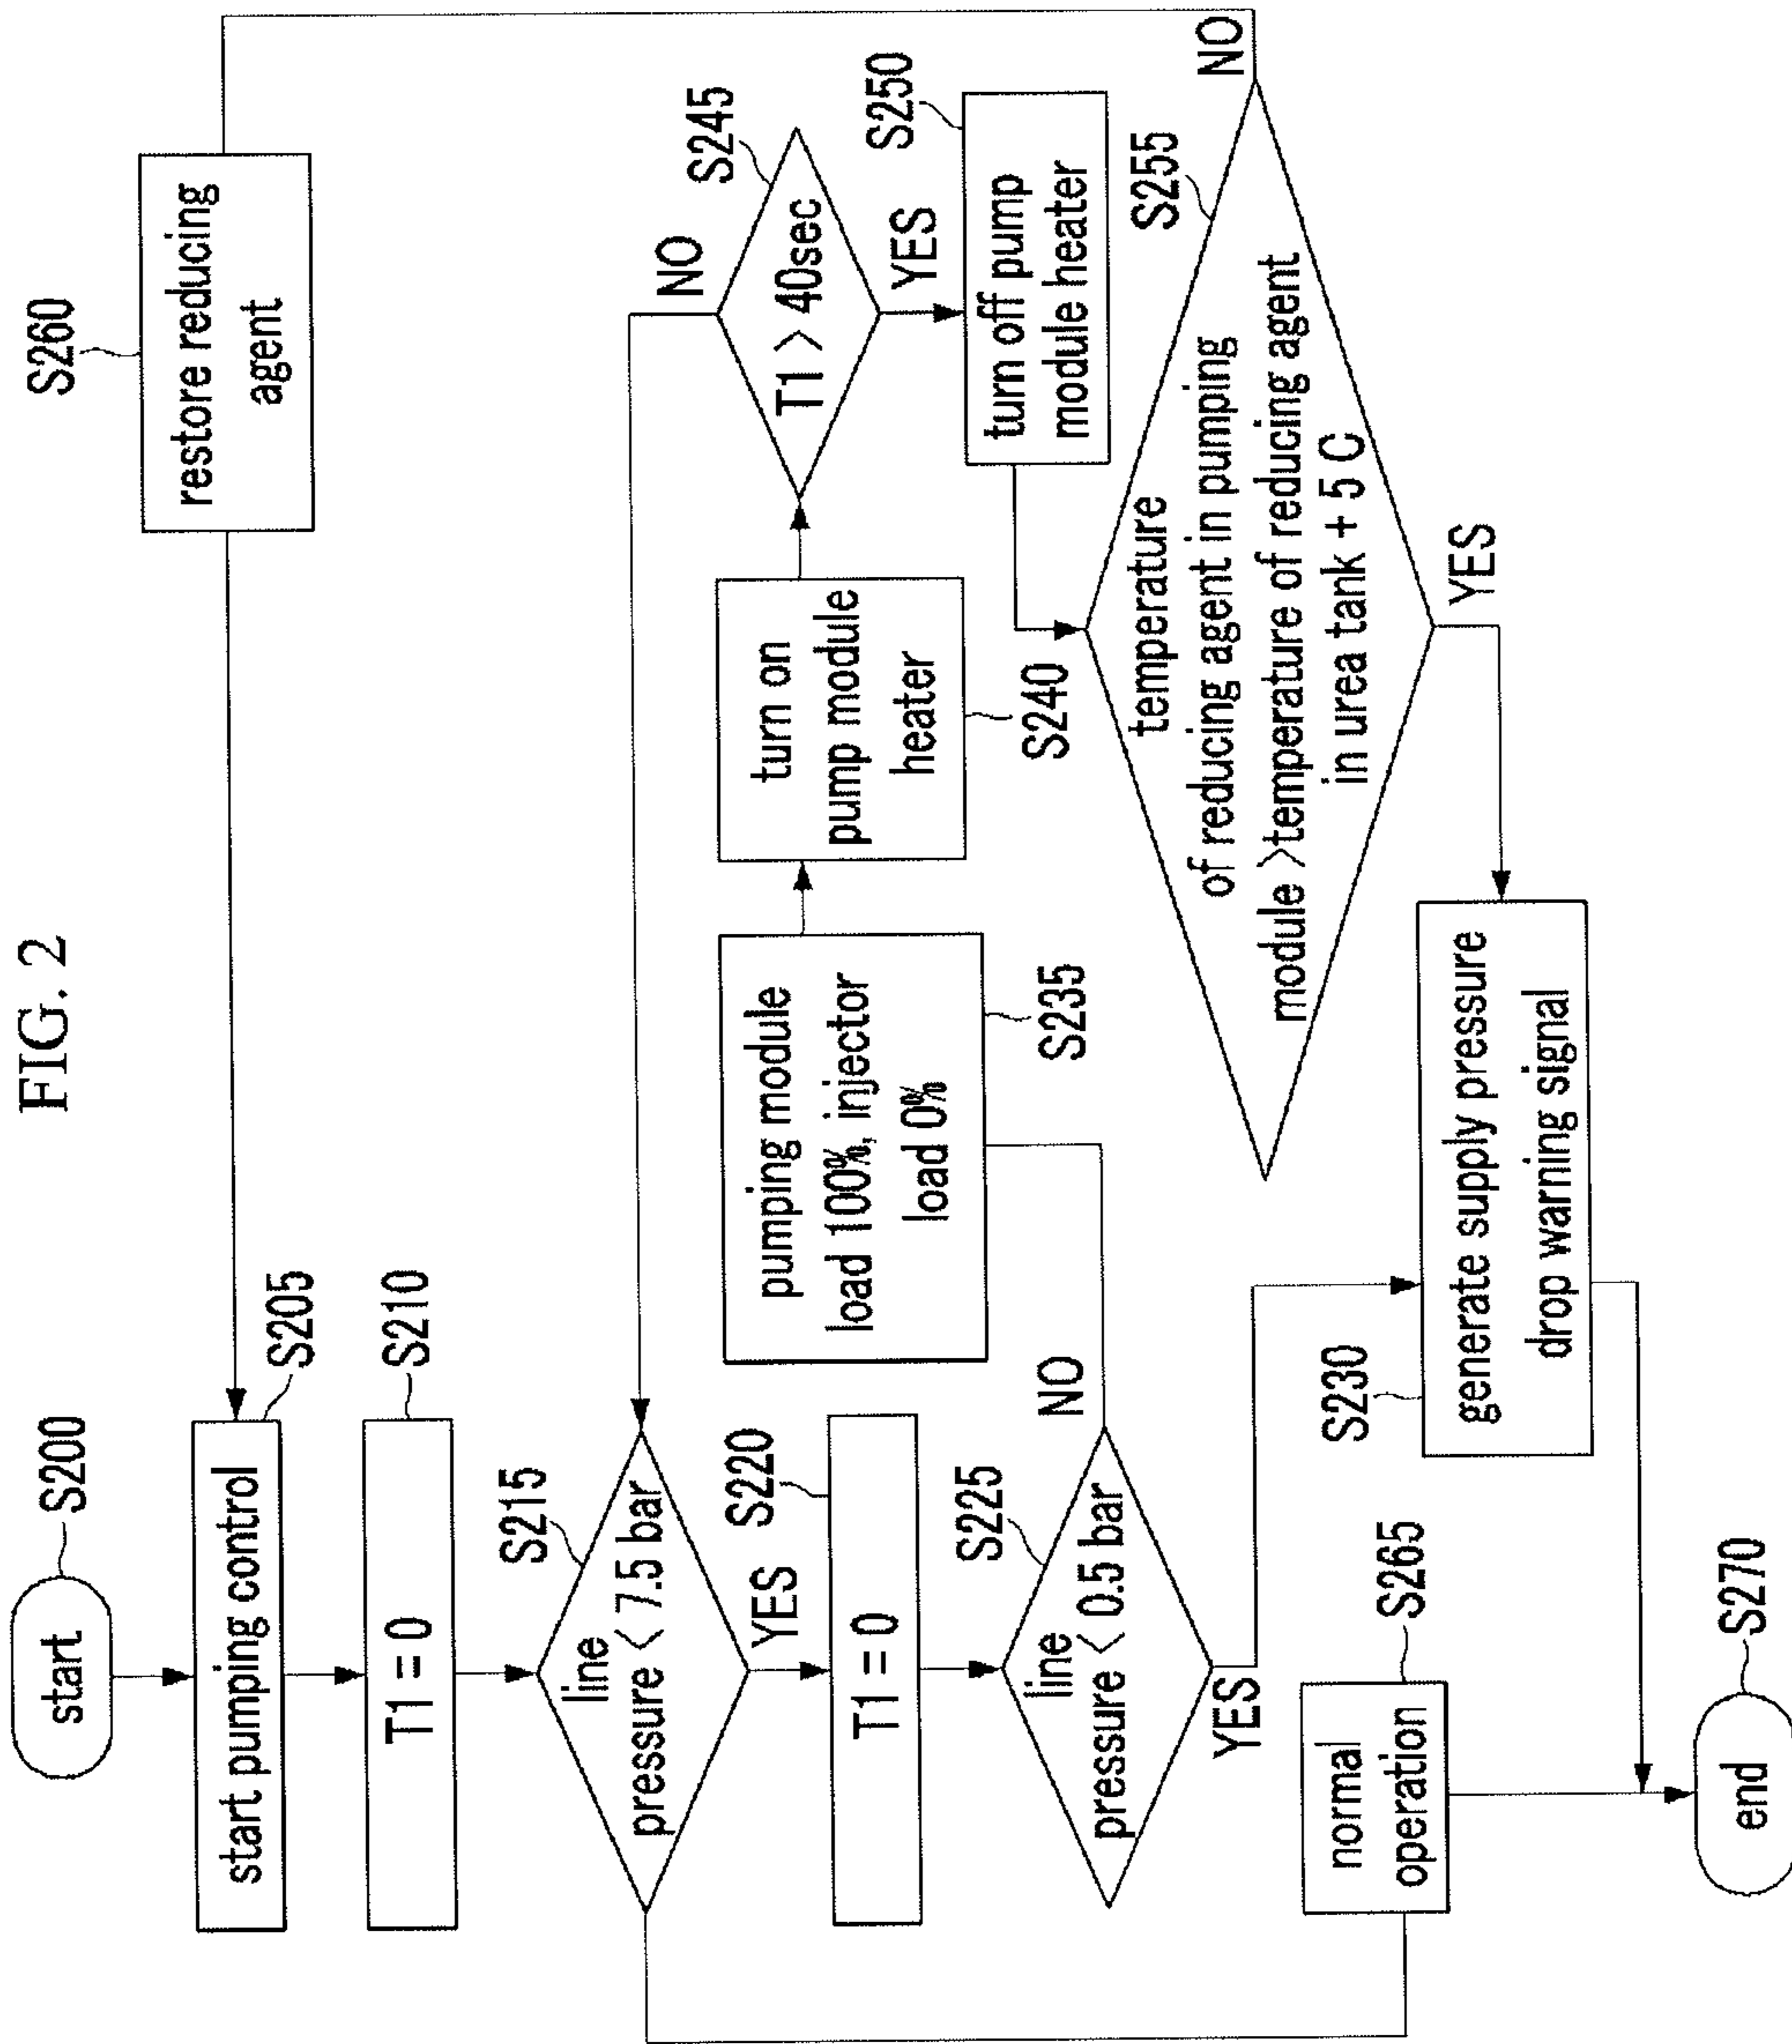 FIG. 2
start
S200
start pumping control
S205
T1 = 0
S210
line
pressure < 7.5 bar
S215
YES
T1 = 0
S220
line
pressure < 0.5 bar
S225
NO
YES
generate supply pressure
drop warning signal
S230
pumping module
load 100%, injector
load 0%
S235
turn on
pump module
heater
S240
T1 > 40sec
S245
NO
YES
turn off pump
module heater
S250
temperature
of reducing agent in pumping
module >temperature of reducing agent
in urea tank + 5 C
S255
NO
YES
restore reducing
agent
S260
normal
operation
S265
end
S270